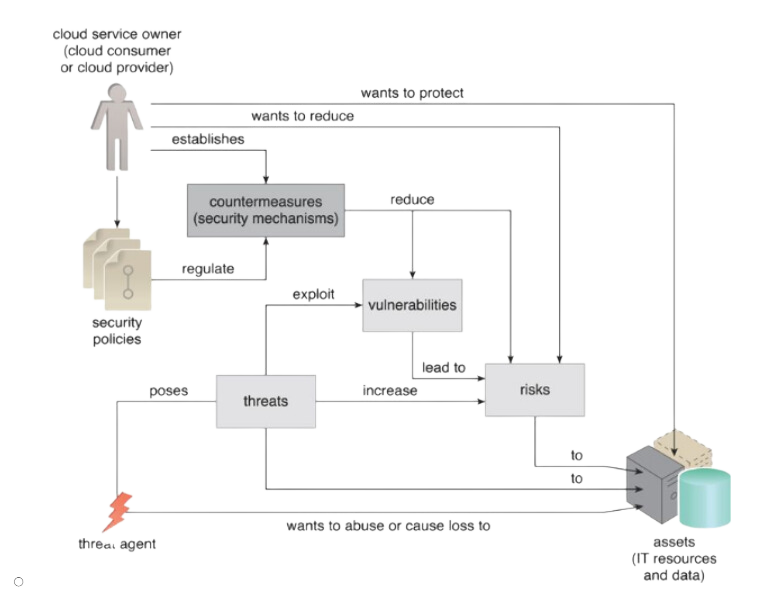 cloud service owner
(cloud consumer
or cloud provider)
wants to protect
wants to reduce
establishes
countermeasures
(security mechanisms)
reduce
regulate
exploit
vulnerabilities
security
policies
lead to
poses
threats
increase
risks
to
to
wants to abuse or cause loss to
threat agent
assets
(IT resources
and data)